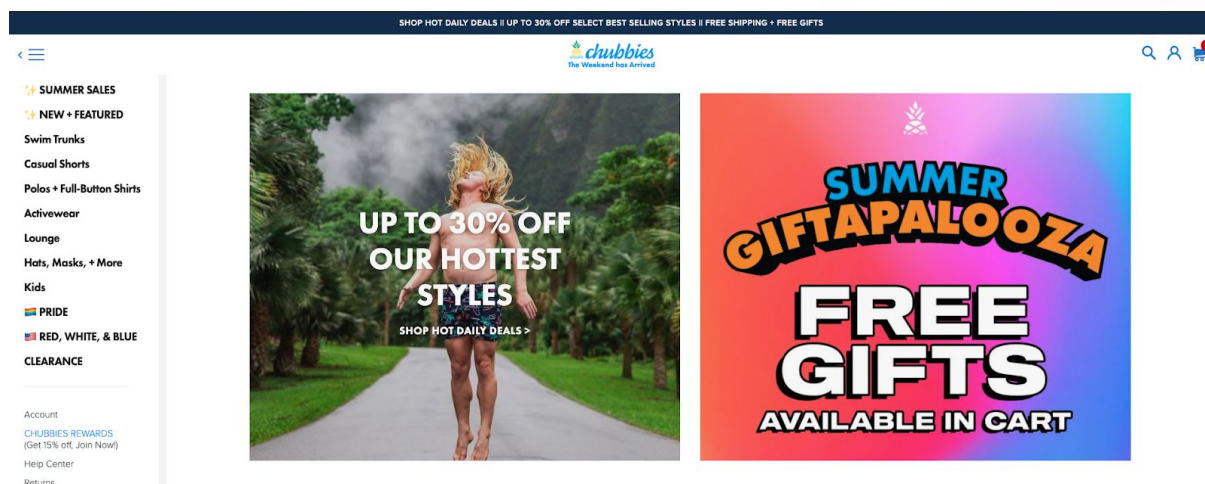 SHOP HOT DAILY DEALS || UP TO 30% OFF SELECT BEST SELLING STYLES || FREE SHIPPING + FREE GIFTS
chubbies
The Weekend has Arrived
✨ SUMMER SALES
✨ NEW + FEATURED
Swim Trunks
Casual Shorts
Polos + Full-Button Shirts
Activewear
Lounge
Hats, Masks, + More
Kids
🏳️‍🌈 PRIDE
🇺🇸 RED, WHITE, & BLUE
CLEARANCE
Account
CHUBBIES REWARDS
(Get 15% off, Join Now!)
Help Center
Returns
UP TO 30% OFF
OUR HOTTEST
STYLES
SHOP HOT DAILY DEALS >
SUMMER
GIFTAPALOOZA
FREE
GIFTS
AVAILABLE IN CART